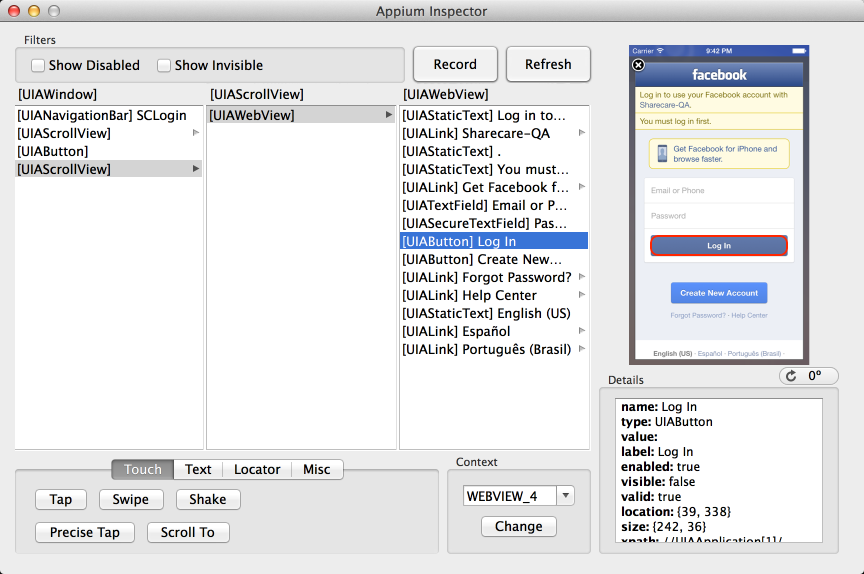 Appium Inspector
Filters
Show Disabled
Show Invisible
Record
Refresh
[UIAWindow]
[UIANavigationBar] SCLogin
[UIAScrollView]
[UIAButton]
[UIAScrollView]
[UIAScrollView]
[UIAWebView]
[UIAWebView]
[UIAStaticText] Log in to...
[UIALink] Sharecare-QA
[UIAStaticText] .
[UIAStaticText] You must...
[UIALink] Get Facebook f...
[UIATextField] Email or P...
[UIASecureTextField] Pas...
[UIAButton] Log In
[UIAButton] Create New...
[UIALink] Forgot Password?
[UIALink] Help Center
[UIAStaticText] English (US)
[UIALink] Español
[UIALink] Português (Brasil)
Carrier 9:42 PM
facebook
Log in to use your Facebook account with
Sharecare-QA.
You must log in first.
Get Facebook for iPhone and
browse faster.
Email or Phone
Password
Log In
Create New Account
Forgot Password? · Help Center
English (US) · Español · Português (Brasil) ·
0°
Touch
Text
Locator
Misc
Tap
Swipe
Shake
Precise Tap
Scroll To
Context
WEBVIEW_4
Change
Details
name: Log In
type: UIAButton
value:
label: Log In
enabled: true
visible: false
valid: true
location: {39, 338}
size: {242, 36}
xpath: //UIAApplication[1]/